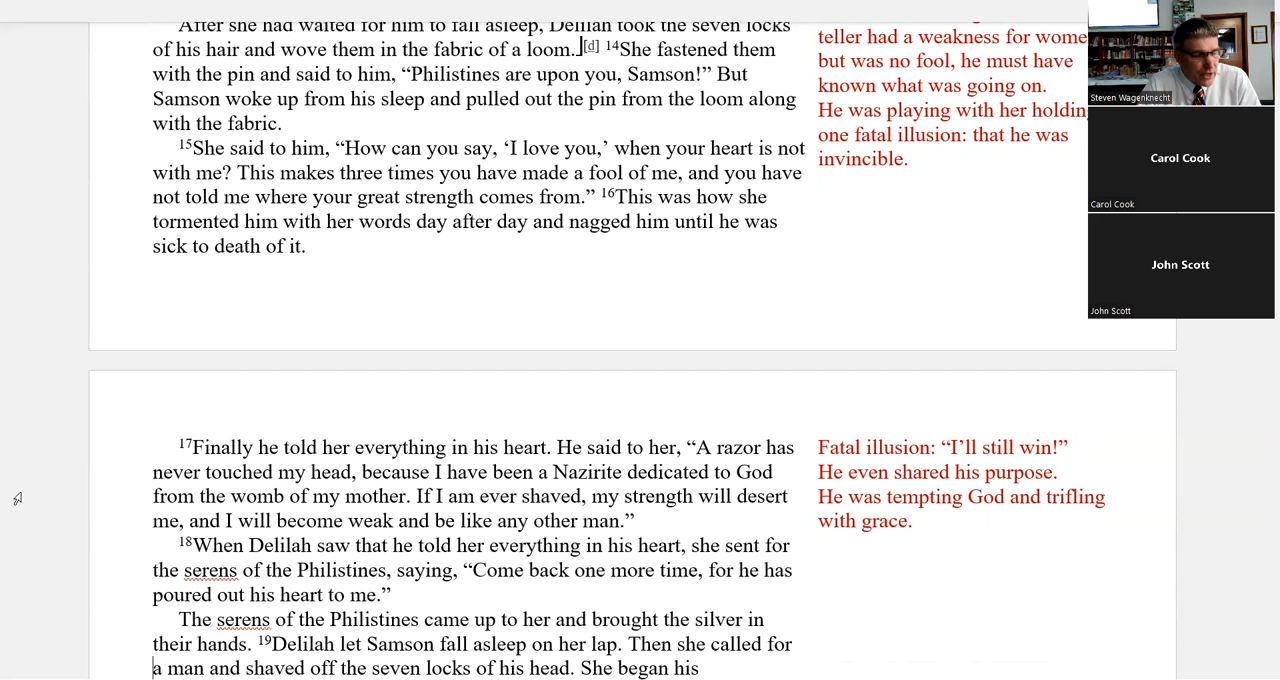 After she had waited for him to fall asleep, Delilah took the seven locks
of his hair and wove them in the fabric of a loom.⌋[d] 14She fastened them
with the pin and said to him, “Philistines are upon you, Samson!” But
Samson woke up from his sleep and pulled out the pin from the loom along
with the fabric.
15She said to him, “How can you say, ‘I love you,’ when your heart is not
with me? This makes three times you have made a fool of me, and you have
not told me where your great strength comes from.” 16This was how she
tormented him with her words day after day and nagged him until he was
sick to death of it.
teller had a weakness for wome
but was no fool, he must have
known what was going on.
He was playing with her holdin
one fatal illusion: that he was
invincible.
17Finally he told her everything in his heart. He said to her, “A razor has
never touched my head, because I have been a Nazirite dedicated to God
from the womb of my mother. If I am ever shaved, my strength will desert
me, and I will become weak and be like any other man.”
18When Delilah saw that he told her everything in his heart, she sent for
the serens of the Philistines, saying, “Come back one more time, for he has
poured out his heart to me.”
The serens of the Philistines came up to her and brought the silver in
their hands. 19Delilah let Samson fall asleep on her lap. Then she called for
a man and shaved off the seven locks of his head. She began his
Fatal illusion: “I’ll still win!”
He even shared his purpose.
He was tempting God and trifling
with grace.
Steven Wagenknecht
Carol Cook
Carol Cook
John Scott
John Scott